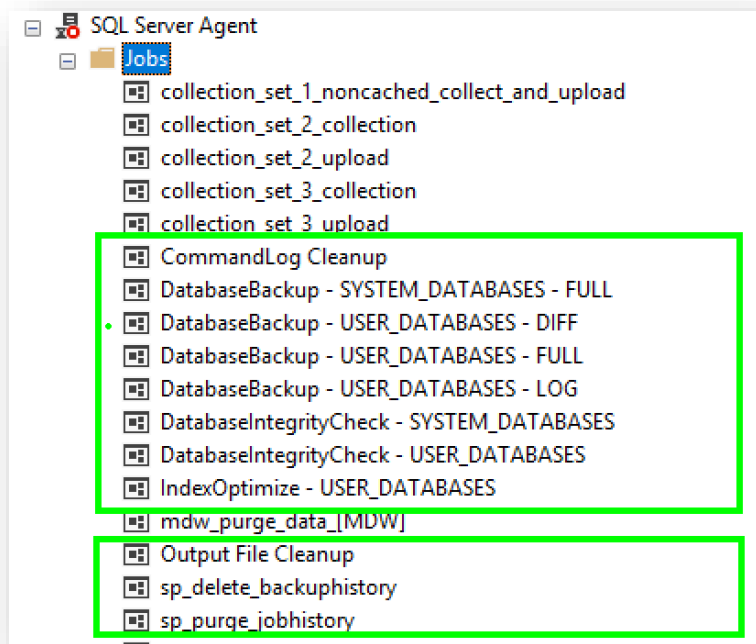 SQL Server Agent
Jobs
collection_set_1_noncached_collect_and_upload
collection_set_2_collection
collection_set_2_upload
collection_set_3_collection
collection_set_3_upload
CommandLog Cleanup
DatabaseBackup - SYSTEM_DATABASES - FULL
DatabaseBackup - USER_DATABASES - DIFF
DatabaseBackup - USER_DATABASES - FULL
DatabaseBackup - USER_DATABASES - LOG
DatabaseIntegrityCheck - SYSTEM_DATABASES
DatabaseIntegrityCheck - USER_DATABASES
IndexOptimize - USER_DATABASES
mdw_purge_data_[MDW]
Output File Cleanup
sp_delete_backuphistory
sp_purge_jobhistory